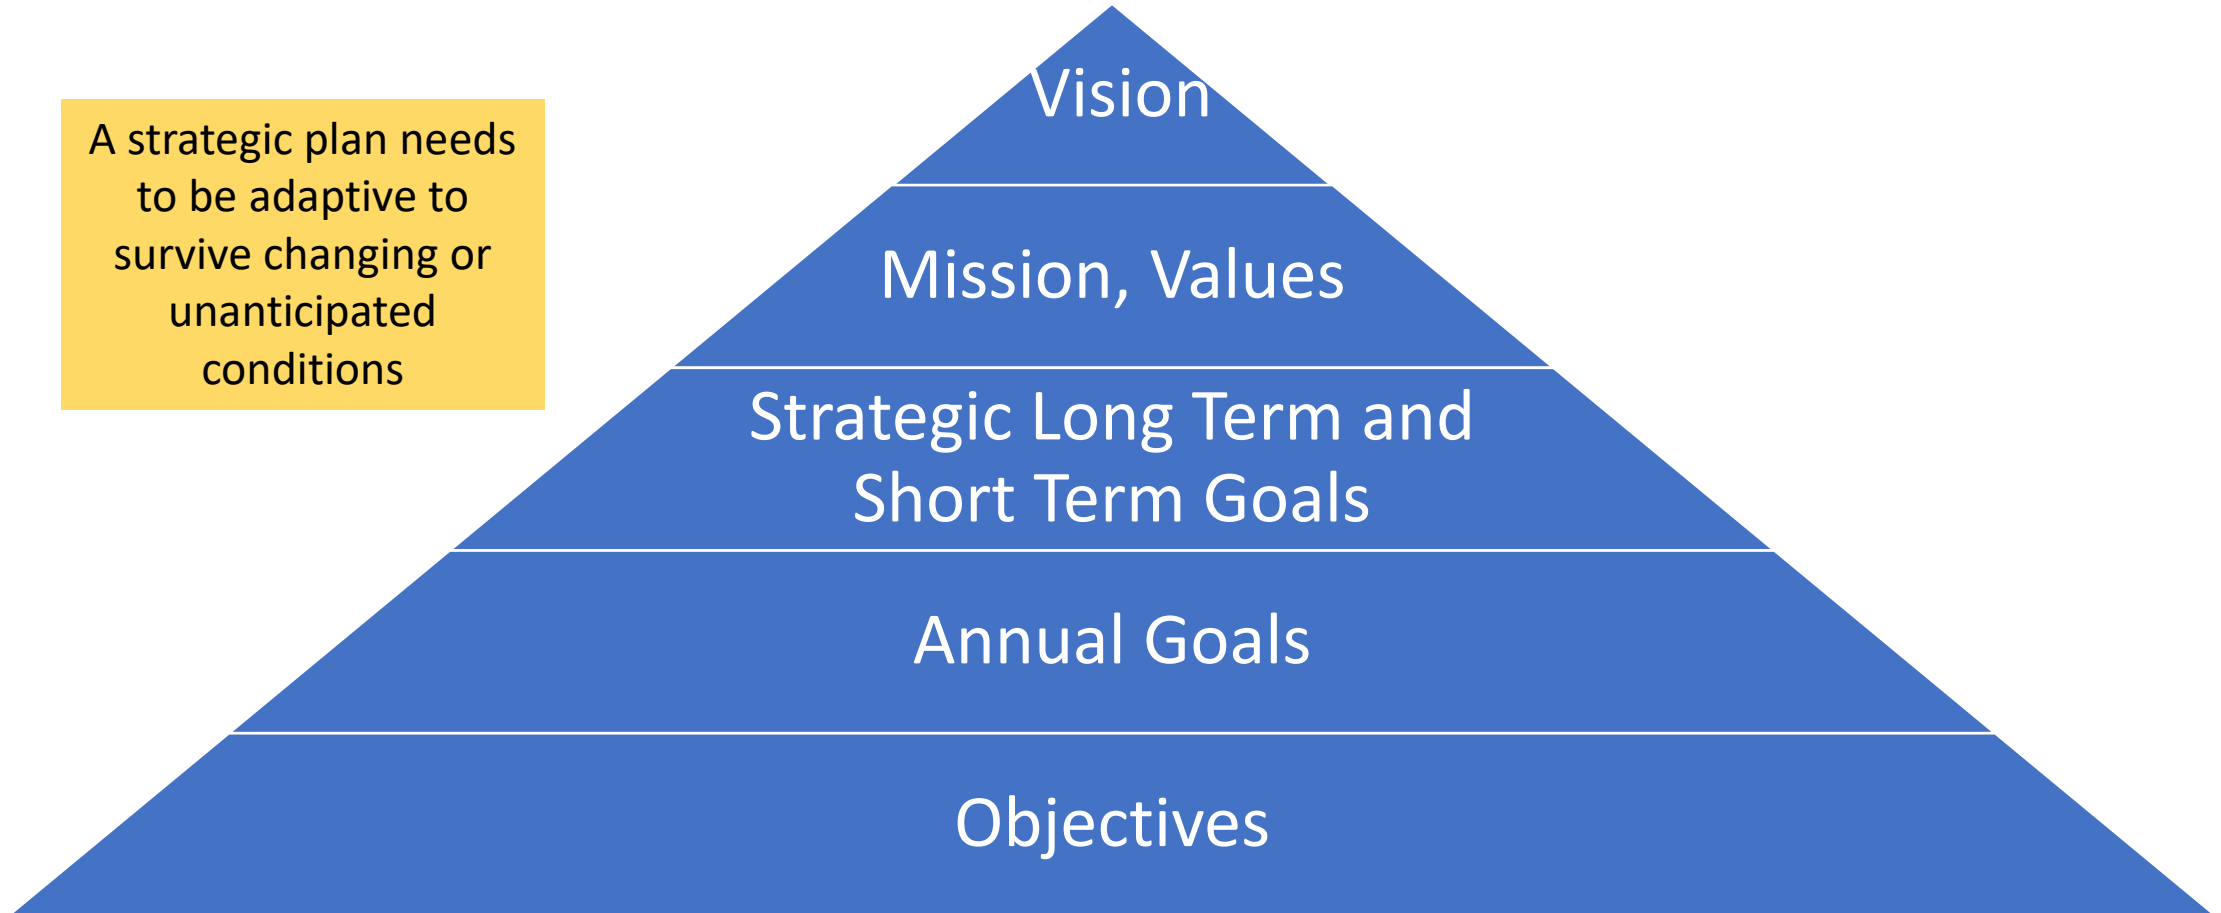 A strategic plan needs
to be adaptive to
survive changing or
unanticipated
conditions
Vision
Mission, Values
Strategic Long Term and
Short Term Goals
Annual Goals
Objectives